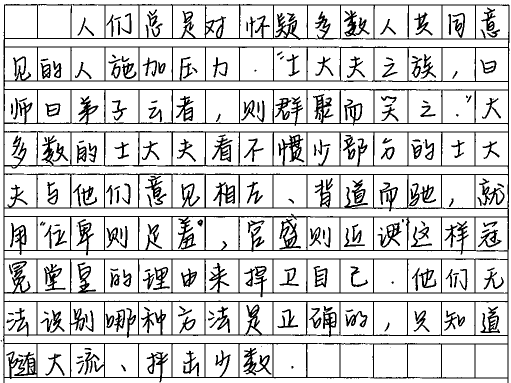 人们总是对怀疑多数人共同意
见的人施加压力.“士大夫之族，曰
师曰弟子云者，则群聚而笑之.”大
多数的士大夫看不惯少部分的士大
夫与他们意见相左、背道而驰，就
用“位卑则足羞”，官盛则近谀”这样冠
冕堂皇的理由来捍卫自己.他们无
法识别哪种方法是正确的，只知道
随大流、抨击少数.